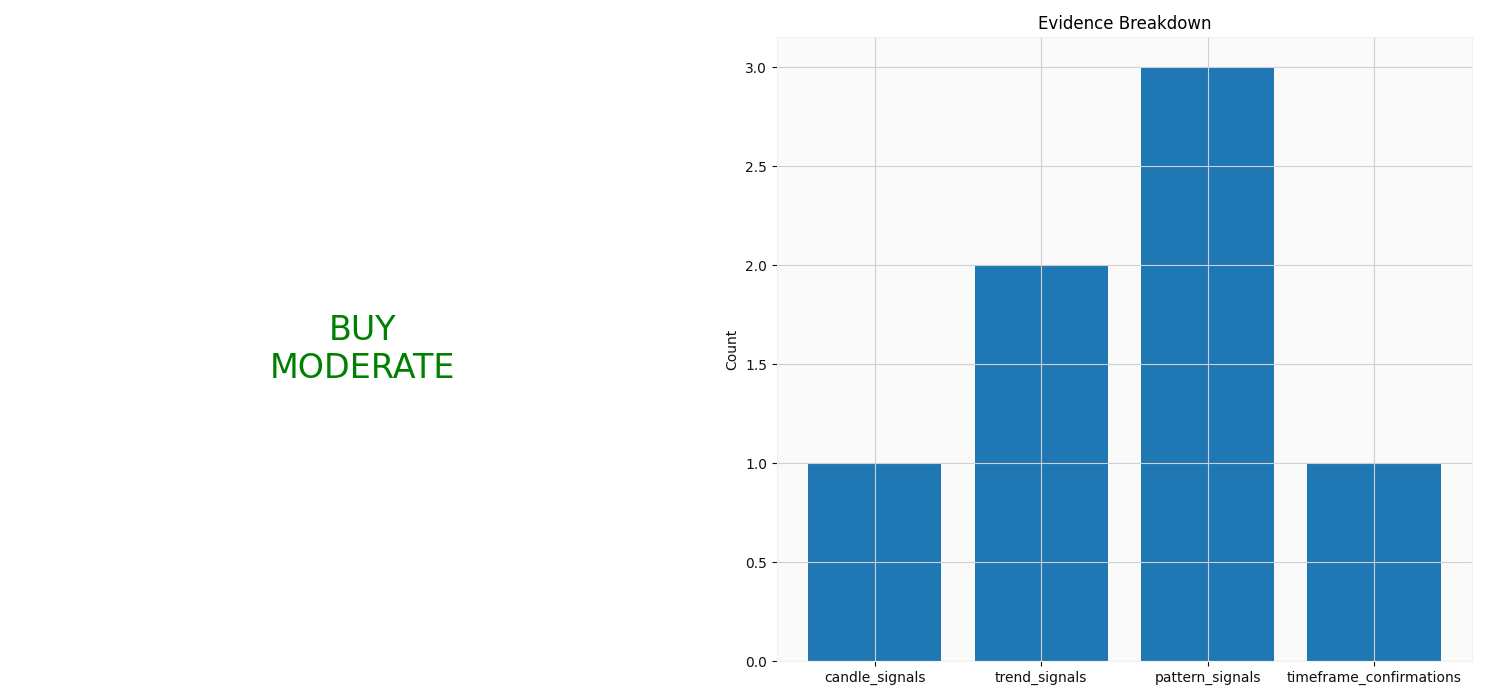 BUY
MODERATE
Evidence Breakdown
Count
3.0
2.5
2.0
1.5
1.0
0.5
0.0
candle_signals
trend_signals
pattern_signals
timeframe_confirmations